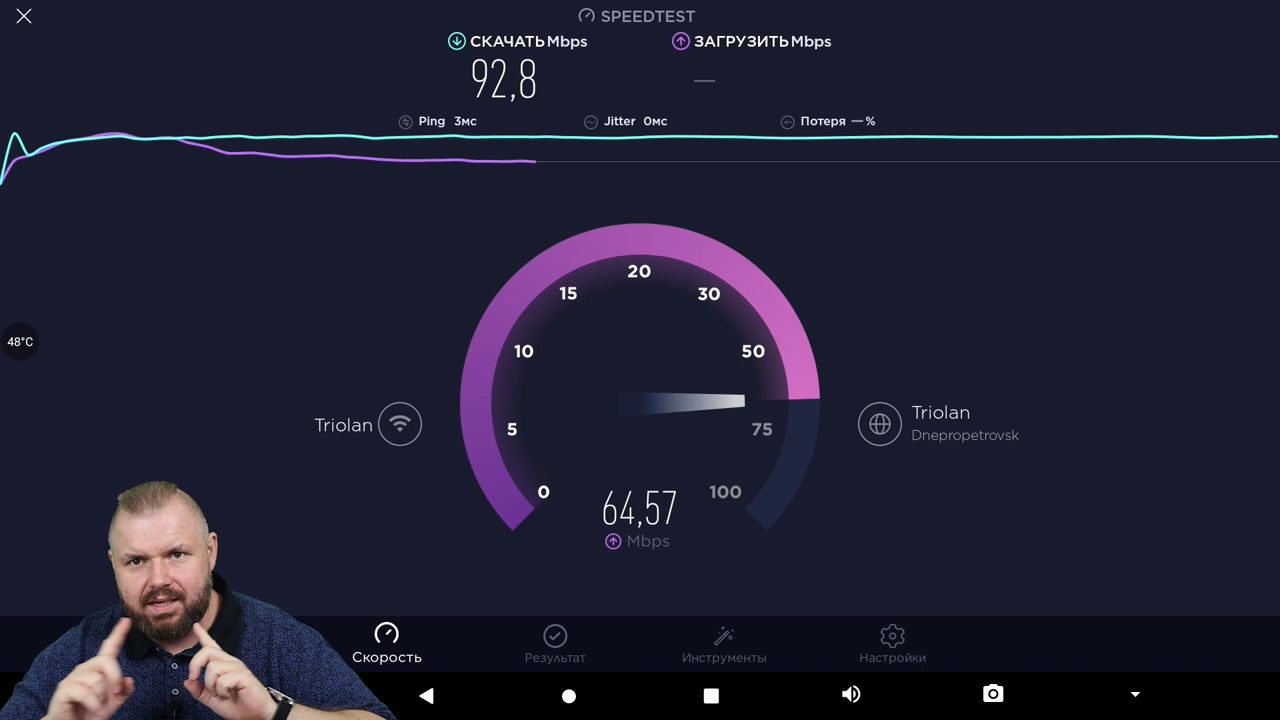 SPEEDTEST
СКАЧАТЬ Mbps
ЗАГРУЗИТЬ Mbps
92,8
—
Ping 3мс
Jitter 0мс
Потеря — %
20
15
30
10
50
48°C
5
75
0
100
Triolan
Triolan
Dnepropetrovsk
64,57
Mbps
Скорость
Результат
Инструменты
Настройки